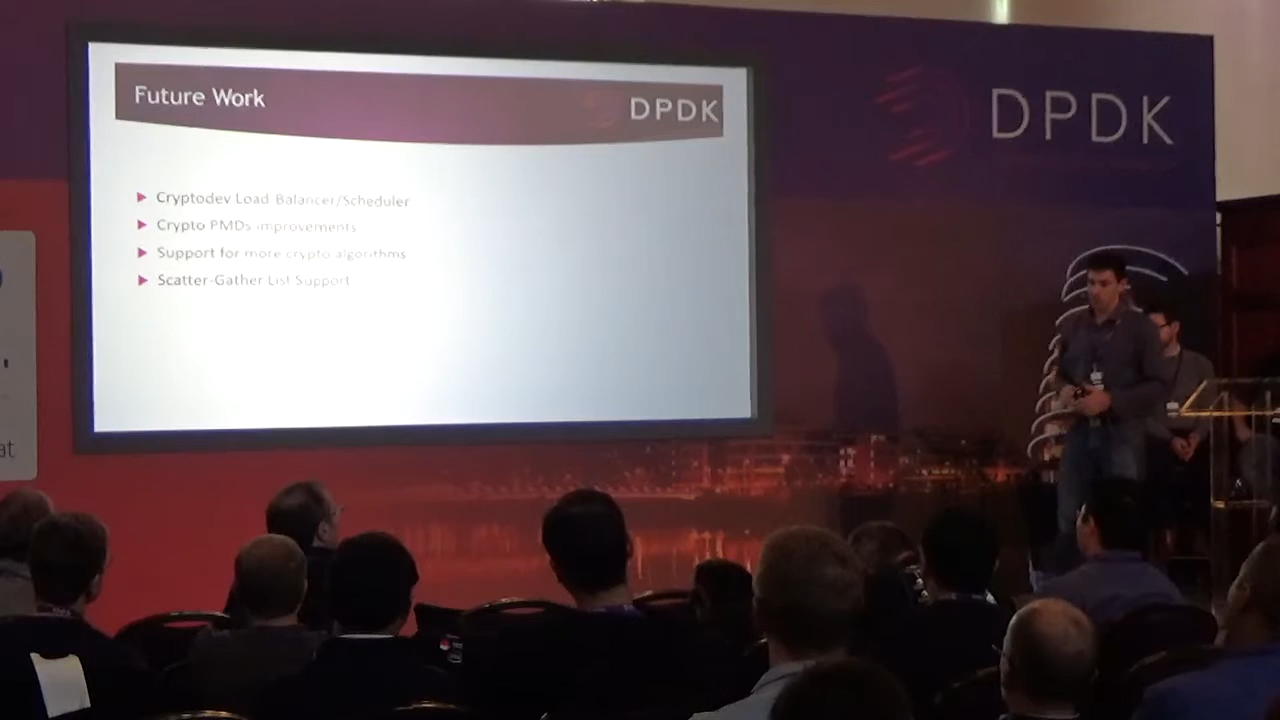 Future Work
DPDK
Cryptodev Load Balancer/Scheduler
Crypto PMDs improvements
Support for more crypto algorithms
Scatter-Gather List Support
DPDK
at